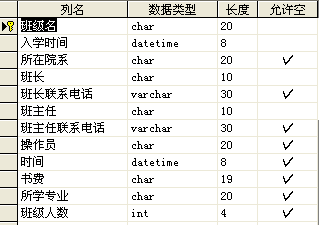 列名 数据类型 长度 允许空
班级名 char 20
入学时间 datetime 8
所在院系 char 20
班长 char 10
班长联系电话 varchar 30
班主任 char 10
班主任联系电话 varchar 30
操作员 char 20
时间 datetime 8
书费 char 19
所学专业 char 20
班级人数 int 4